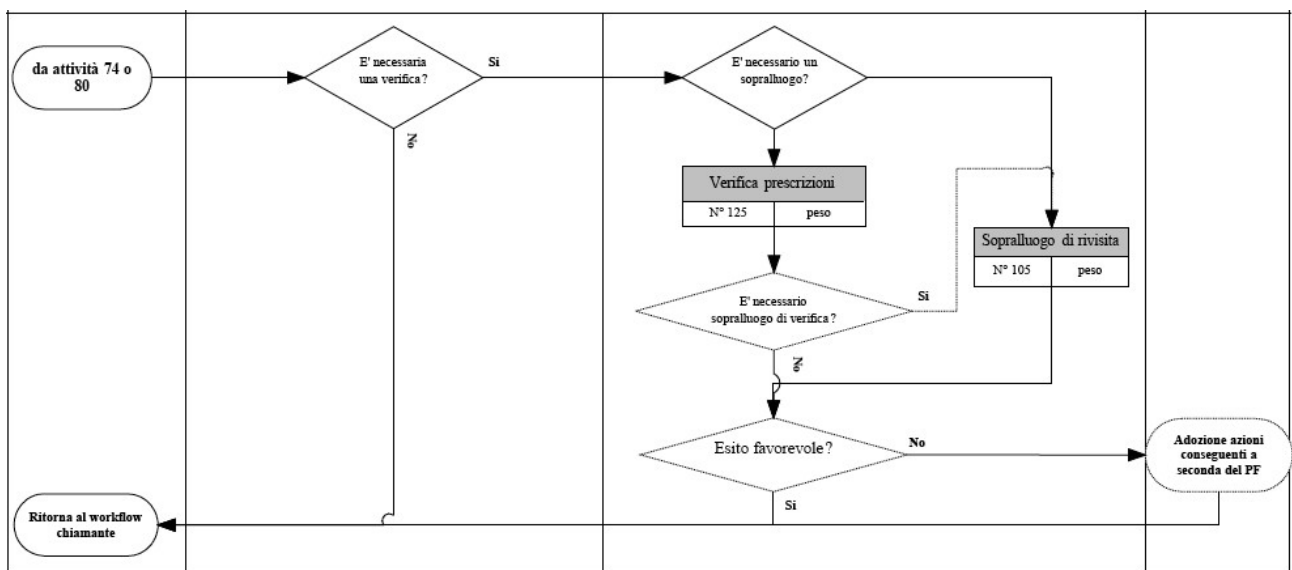 da attività 74 o
80
E' necessaria
una verifica?
Si
No
E' necessario un
sopralluogo?
Verifica prescrizioni
N° 125
peso
Sopralluogo di rivisita
N° 105
peso
E' necessario
sopralluogo di verifica?
Si
No
Esito favorevole?
No
Si
Adozione azioni
conseguenti a
seconda del PF
Ritorna al workflow
chiamante